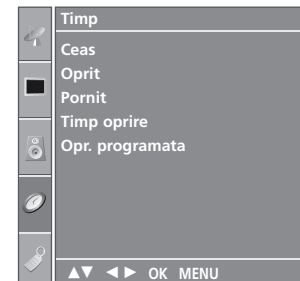 Timp
Ceas
Oprit
Pornit
Timp oprire
Opr. programata
▲▼ ◄► OK MENU